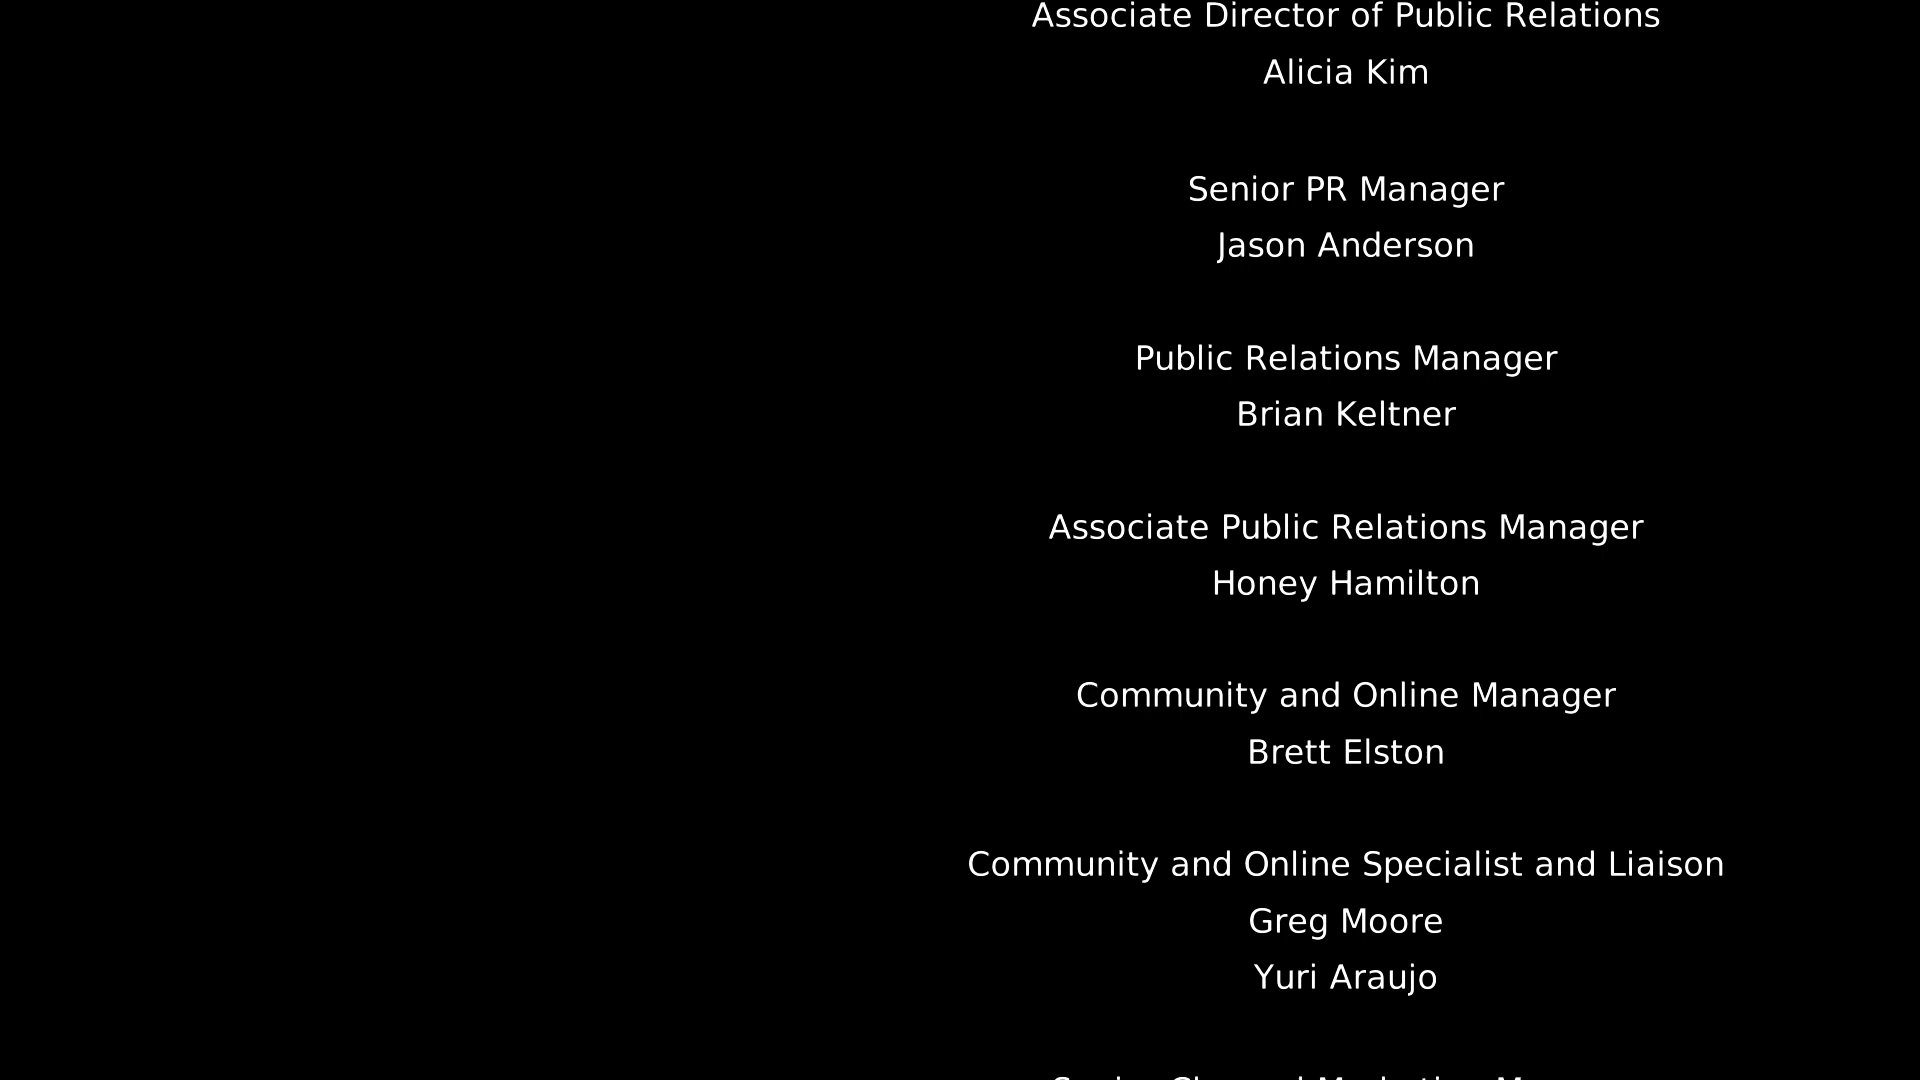 Associate Director of Public Relations
Alicia Kim
Senior PR Manager
Jason Anderson
Public Relations Manager
Brian Keltner
Associate Public Relations Manager
Honey Hamilton
Community and Online Manager
Brett Elston
Community and Online Specialist and Liaison
Greg Moore
Yuri Araujo